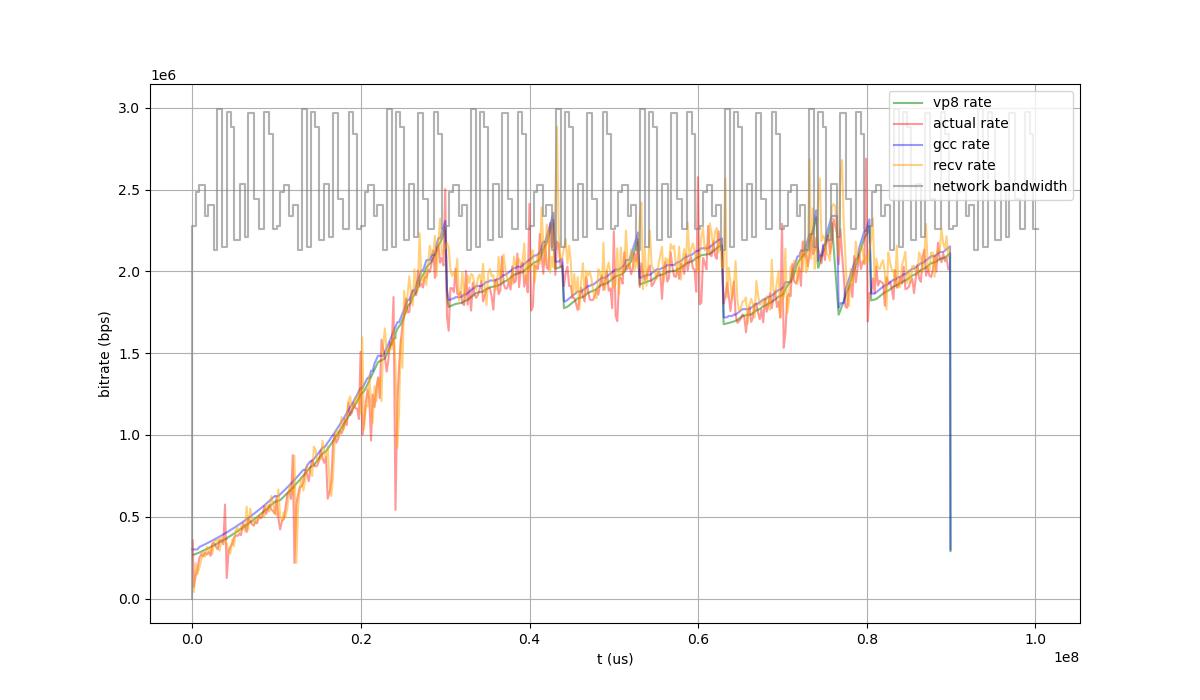 1e6
3.0
2.5
2.0
1.5
1.0
0.5
0.0
bitrate (bps)
vp8 rate
actual rate
gcc rate
recv rate
network bandwidth
0.0 0.2 0.4 0.6 0.8 1.0
t (us)
1e8